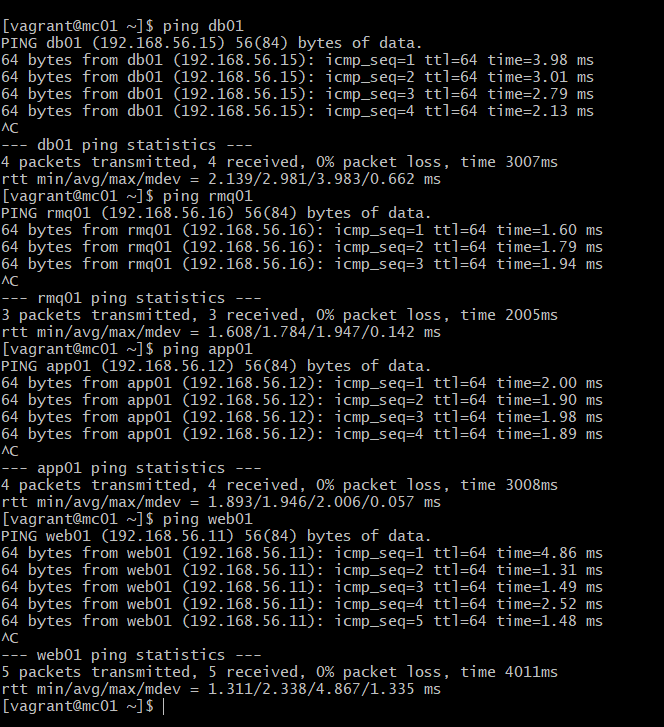 [vagrant@mc01 ~]$ ping db01
PING db01 (192.168.56.15) 56(84) bytes of data.
64 bytes from db01 (192.168.56.15): icmp_seq=1 ttl=64 time=3.98 ms
64 bytes from db01 (192.168.56.15): icmp_seq=2 ttl=64 time=3.01 ms
64 bytes from db01 (192.168.56.15): icmp_seq=3 ttl=64 time=2.79 ms
64 bytes from db01 (192.168.56.15): icmp_seq=4 ttl=64 time=2.13 ms
^C
--- db01 ping statistics ---
4 packets transmitted, 4 received, 0% packet loss, time 3007ms
rtt min/avg/max/mdev = 2.139/2.981/3.983/0.662 ms
[vagrant@mc01 ~]$ ping rmq01
PING rmq01 (192.168.56.16) 56(84) bytes of data.
64 bytes from rmq01 (192.168.56.16): icmp_seq=1 ttl=64 time=1.60 ms
64 bytes from rmq01 (192.168.56.16): icmp_seq=2 ttl=64 time=1.79 ms
64 bytes from rmq01 (192.168.56.16): icmp_seq=3 ttl=64 time=1.94 ms
^C
--- rmq01 ping statistics ---
3 packets transmitted, 3 received, 0% packet loss, time 2005ms
rtt min/avg/max/mdev = 1.608/1.784/1.947/0.142 ms
[vagrant@mc01 ~]$ ping app01
PING app01 (192.168.56.12) 56(84) bytes of data.
64 bytes from app01 (192.168.56.12): icmp_seq=1 ttl=64 time=2.00 ms
64 bytes from app01 (192.168.56.12): icmp_seq=2 ttl=64 time=1.90 ms
64 bytes from app01 (192.168.56.12): icmp_seq=3 ttl=64 time=1.98 ms
64 bytes from app01 (192.168.56.12): icmp_seq=4 ttl=64 time=1.89 ms
^C
--- app01 ping statistics ---
4 packets transmitted, 4 received, 0% packet loss, time 3008ms
rtt min/avg/max/mdev = 1.893/1.946/2.006/0.057 ms
[vagrant@mc01 ~]$ ping web01
PING web01 (192.168.56.11) 56(84) bytes of data.
64 bytes from web01 (192.168.56.11): icmp_seq=1 ttl=64 time=4.86 ms
64 bytes from web01 (192.168.56.11): icmp_seq=2 ttl=64 time=1.31 ms
64 bytes from web01 (192.168.56.11): icmp_seq=3 ttl=64 time=1.49 ms
64 bytes from web01 (192.168.56.11): icmp_seq=4 ttl=64 time=2.52 ms
64 bytes from web01 (192.168.56.11): icmp_seq=5 ttl=64 time=1.48 ms
^C
--- web01 ping statistics ---
5 packets transmitted, 5 received, 0% packet loss, time 4011ms
rtt min/avg/max/mdev = 1.311/2.338/4.867/1.335 ms
[vagrant@mc01 ~]$